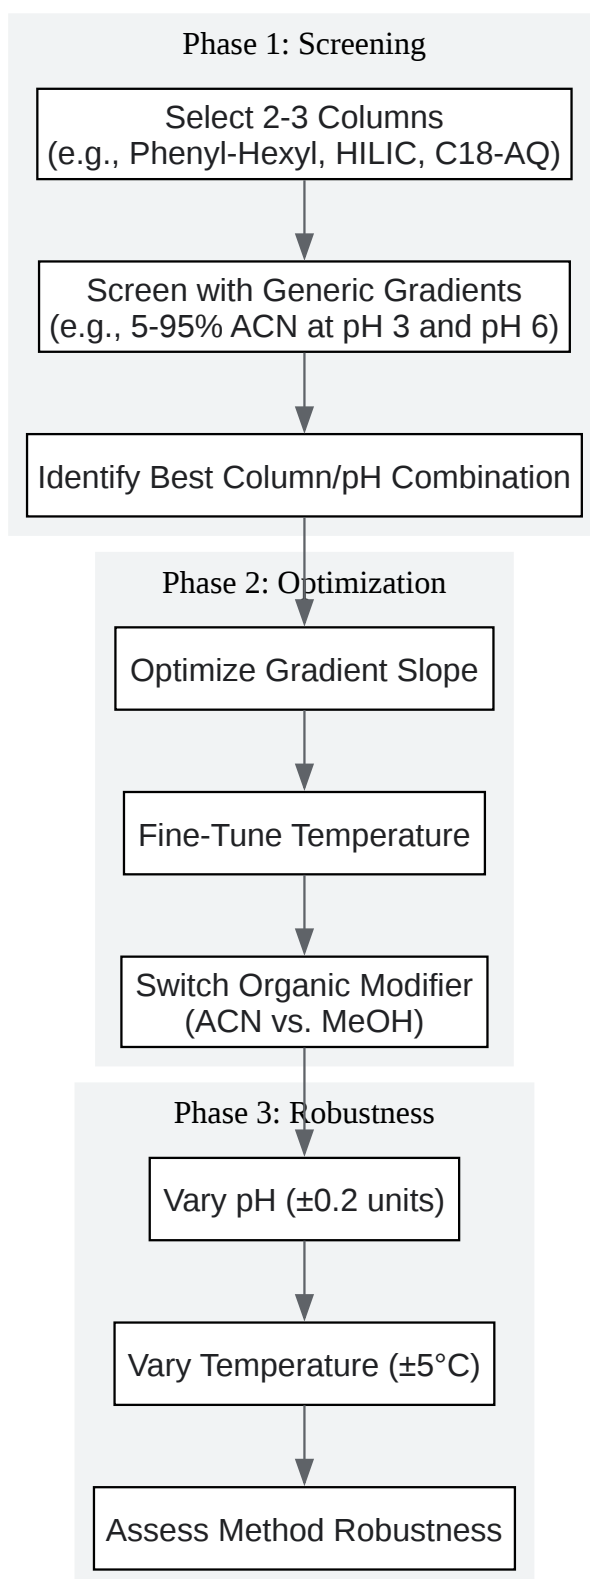 Phase 1: Screening
Select 2-3 Columns
(e.g., Phenyl-Hexyl, HILIC, C18-AQ)
Screen with Generic Gradients
(e.g., 5-95% ACN at pH 3 and pH 6)
Identify Best Column/pH Combination
Phase 2: Optimization
Optimize Gradient Slope
Fine-Tune Temperature
Switch Organic Modifier
(ACN vs. MeOH)
Phase 3: Robustness
Vary pH (±0.2 units)
Vary Temperature (±5°C)
Assess Method Robustness